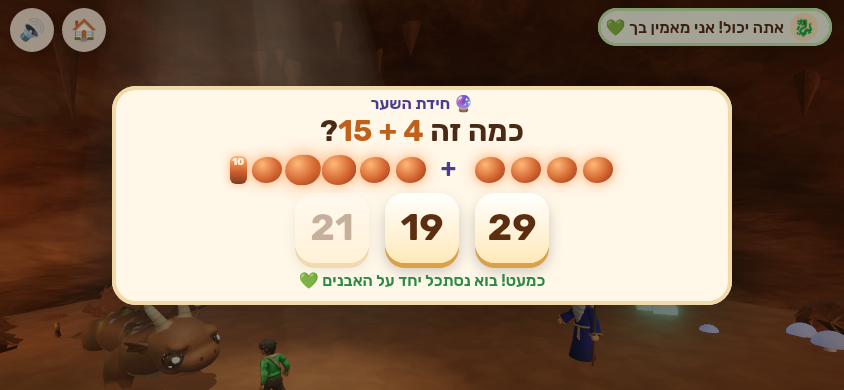 אתה יכול! אני מאמין בך 💚
🔮 חידת השער
כמה זה 15 + 4?
10
+
21 19 29
כמעט! בוא נסתכל יחד על האבנים 💚